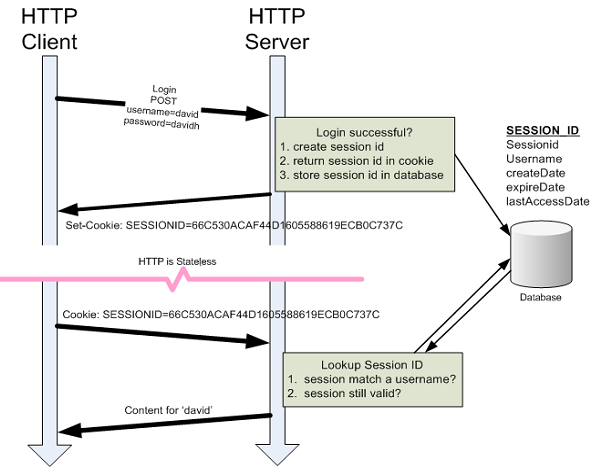 HTTP
Client
HTTP
Server
Login
POST
username=david
password=davidh
Login successful?
1. create session id
2. return session id in cookie
3. store session id in database
SESSION_ID
Sessionid
Username
createDate
expireDate
lastAccessDate
Set-Cookie: SESSIONID=66C530ACAF44D1605588619ECB0C737C
HTTP is Stateless
Database
Cookie: SESSIONID=66C530ACAF44D1605588619ECB0C737C
Lookup Session ID
1. session match a username?
2. session still valid?
Content for 'david'